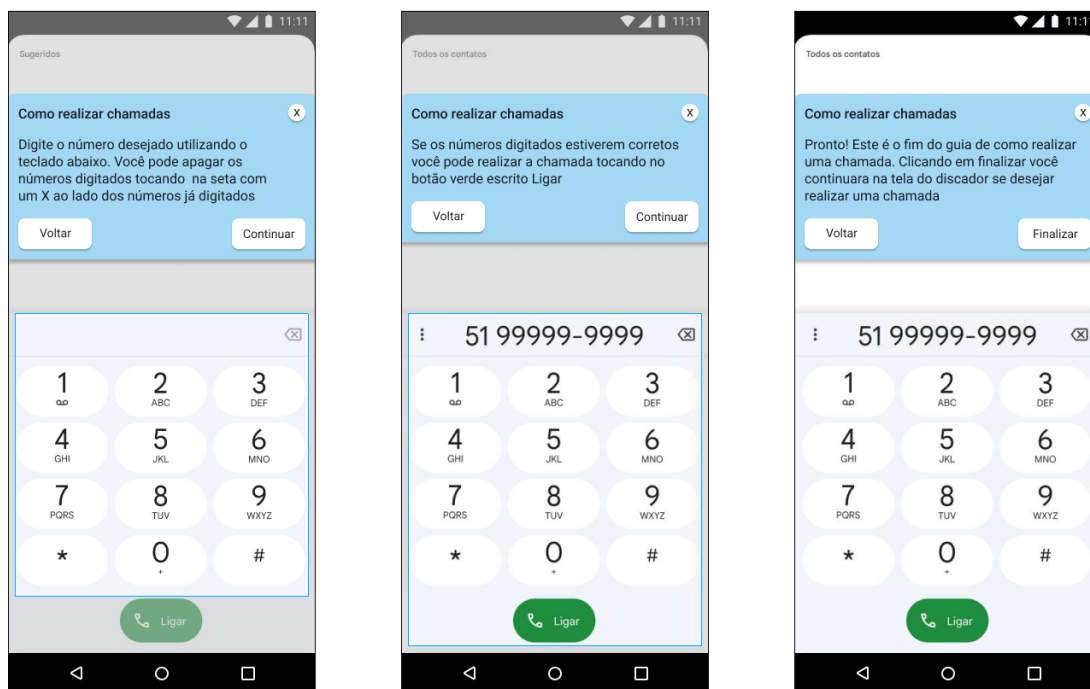 11:11
Sugeridos
Como realizar chamadas
X
Digite o número desejado utilizando o
teclado abaixo. Você pode apagar os
números digitados tocando na seta com
um X ao lado dos números já digitados
Voltar
Continuar
1
2
ABC
3
DEF
4
GHI
5
JKL
6
MNO
7
PQRS
8
TUV
9
WXYZ
*
0
+
#
Ligar
11:11
Todos os contatos
Como realizar chamadas
X
Se os números digitados estiverem corretos
você pode realizar a chamada tocando no
botão verde escrito Ligar
Voltar
Continuar
51 99999-9999
1
2
ABC
3
DEF
4
GHI
5
JKL
6
MNO
7
PQRS
8
TUV
9
WXYZ
*
0
+
#
Ligar
11:11
Todos os contatos
Como realizar chamadas
X
Pronto! Este é o fim do guia de como realizar
uma chamada. Clicando em finalizar você
continuara na tela do discador se desejar
realizar uma chamada
Voltar
Finalizar
51 99999-9999
1
2
ABC
3
DEF
4
GHI
5
JKL
6
MNO
7
PQRS
8
TUV
9
WXYZ
*
0
+
#
Ligar